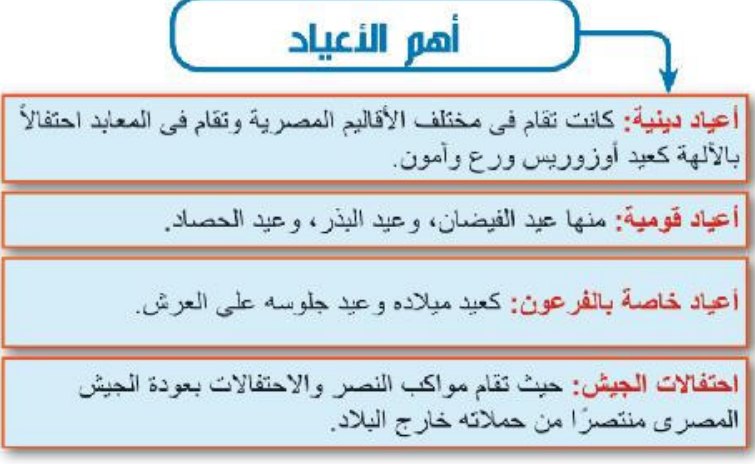 أهم الأعياد
أعياد دينية: كانت تقام فى مختلف الأقاليم المصرية وتقام فى المعابد احتفالاً
بالآلهة كعيد أوزوريس ورع وآمون.
أعياد قومية: منها عيد الفيضان، وعيد البذر، وعيد الحصاد.
أعياد خاصة بالفرعون: كعيد ميلاده وعيد جلوسه على العرش.
احتفالات الجيش: حيث تقام مواكب النصر والاحتفالات بعودة الجيش
المصرى منتصرًا من حملاته خارج البلاد.